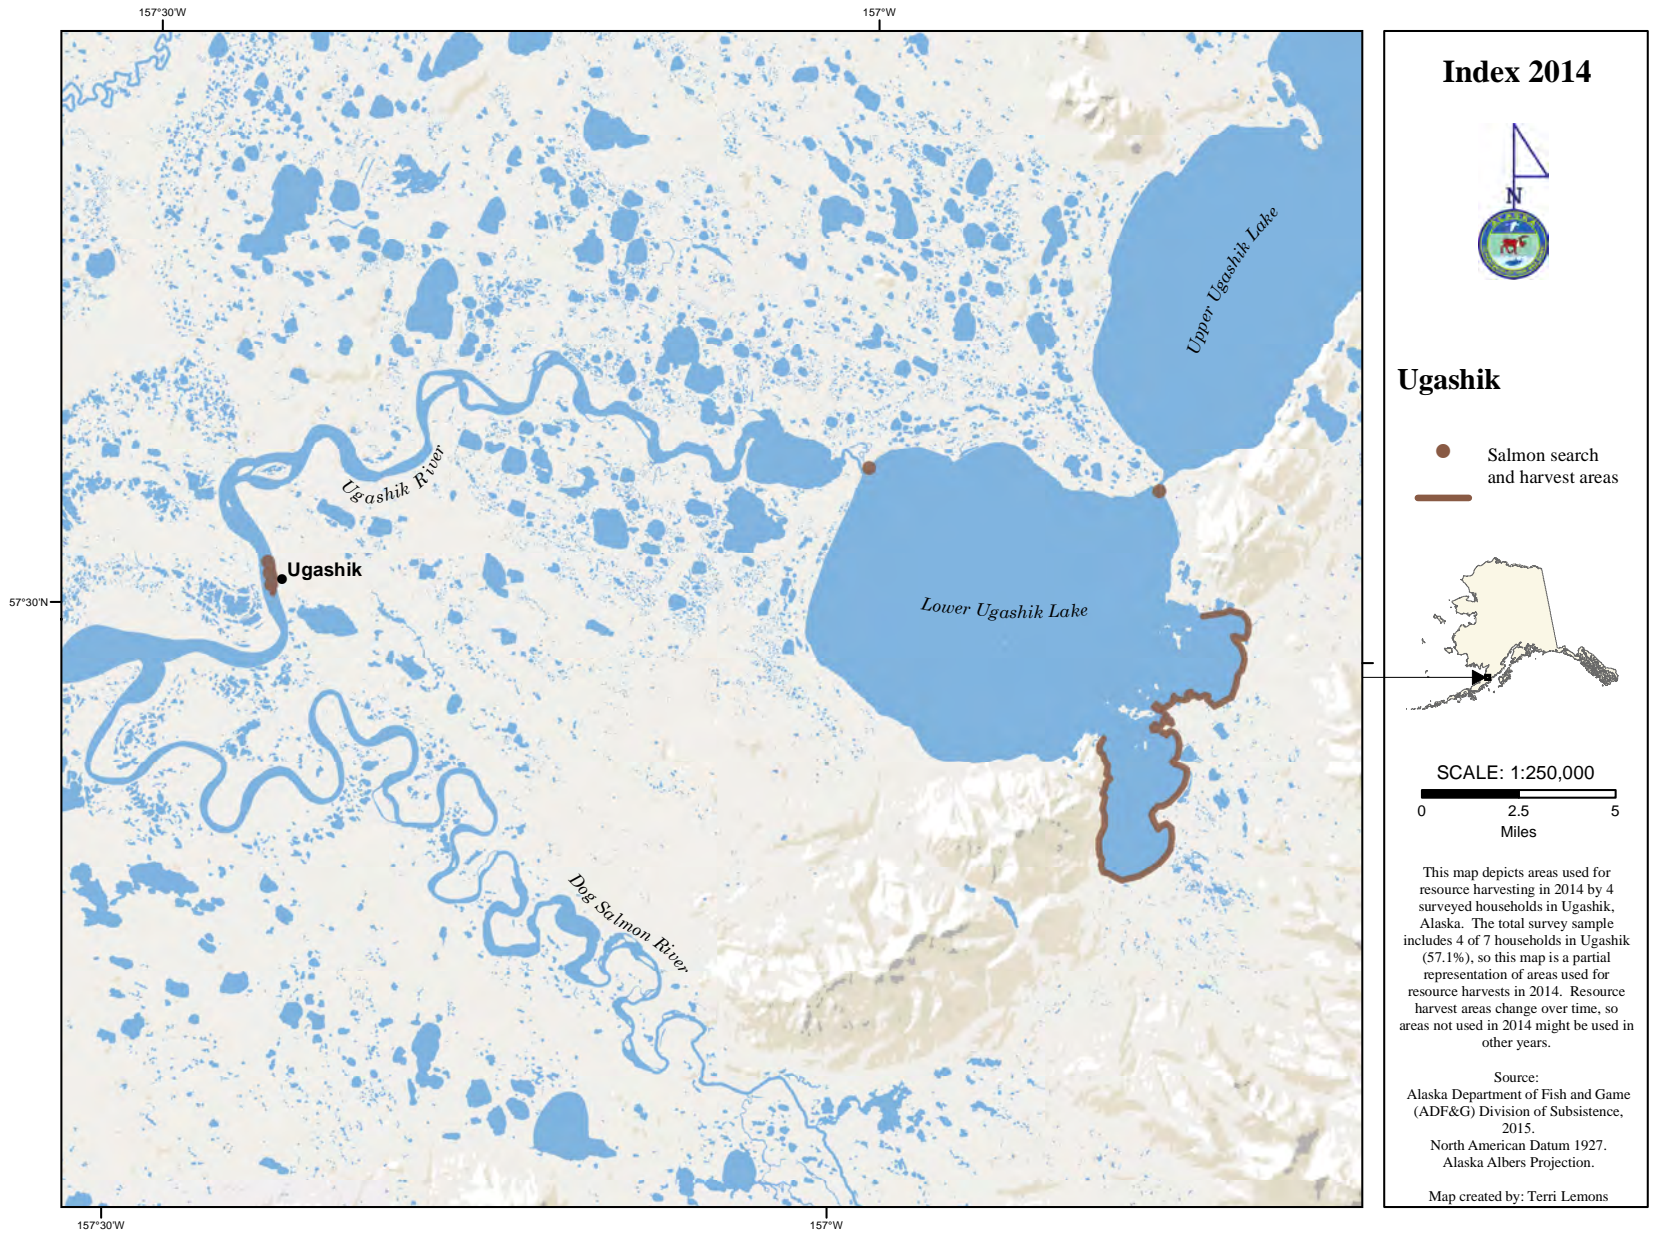 157°30'W
157°W
Index 2014
N
ALASKA
Upper Ugashik Lake
Ugashik
Salmon search
and harvest areas
Ugashik River
Ugashik
57°30'N
Lower Ugashik Lake
SCALE: 1:250,000
0 2.5 5
Miles
Dog Salmon River
This map depicts areas used for
resource harvesting in 2014 by 4
surveyed households in Ugashik,
Alaska. The total survey sample
includes 4 of 7 households in Ugashik
(57.1%), so this map is a partial
representation of areas used for
resource harvests in 2014. Resource
harvest areas change over time, so
areas not used in 2014 might be used in
other years.
Source:
Alaska Department of Fish and Game
(ADF&G) Division of Subsistence,
2015.
North American Datum 1927.
Alaska Albers Projection.
Map created by: Terri Lemons
157°30'W
157°W